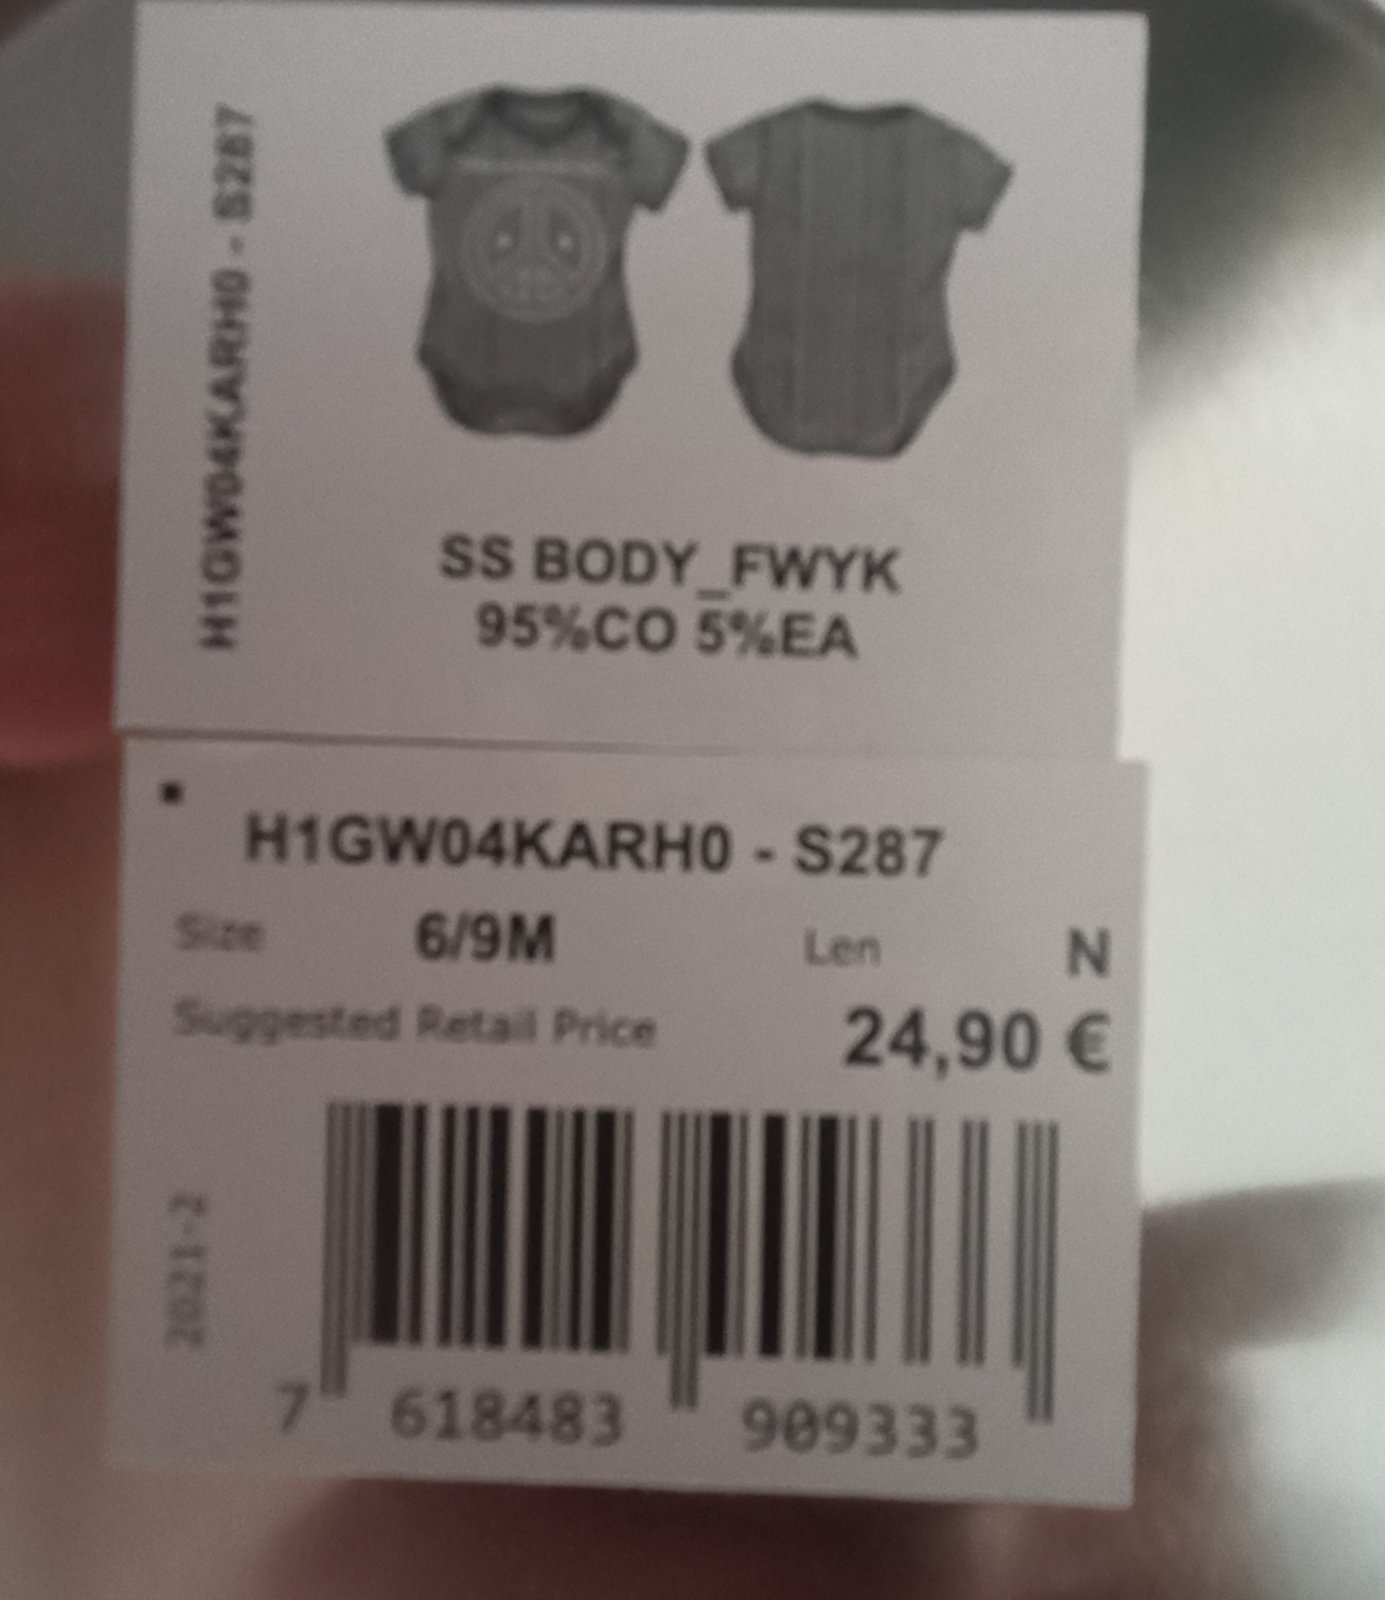 H1GW04KARH0 - S287
SS BODY_FWYK
95%CO 5%EA
H1GW04KARH0 - S287
Size 6/9M Len N
Suggested Retail Price 24,90 €
2021-2
7 618483 909333